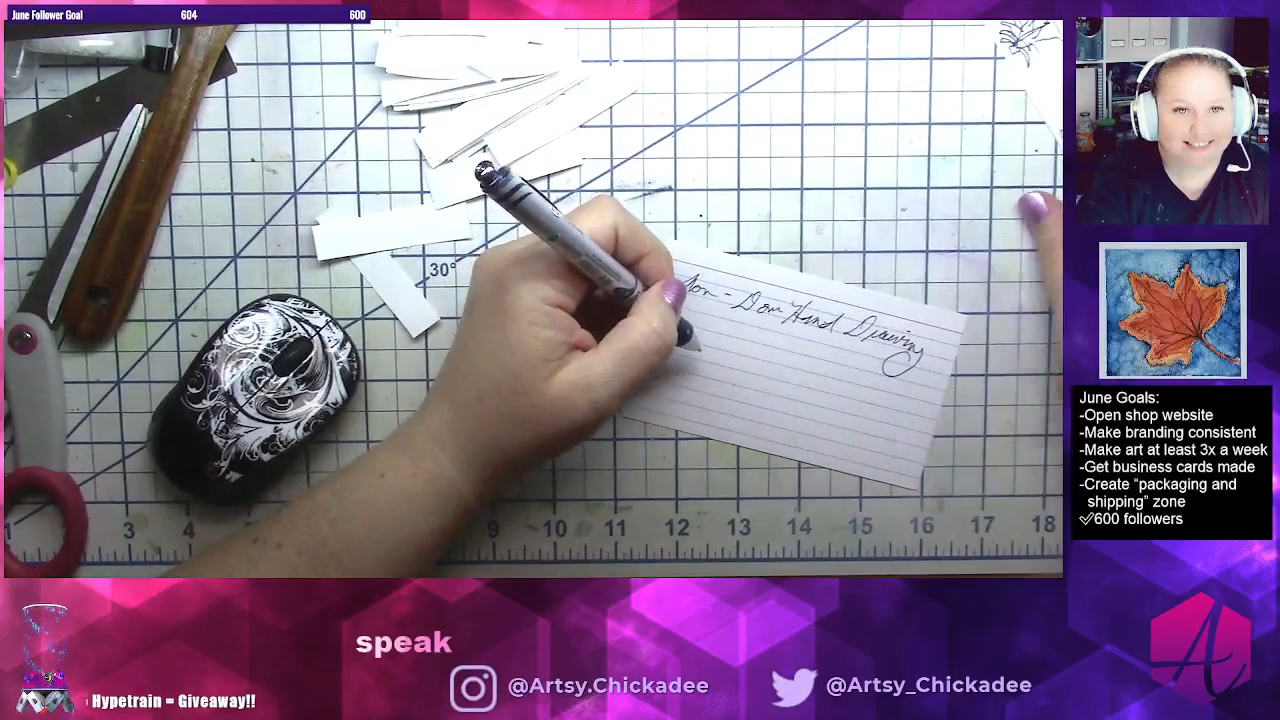 June Follower Goal 604 600
30°
Non-Dom Hand Drawing
1 3 4 9 10 11 12 13 14 15 16 17 18
June Goals:
-Open shop website
-Make branding consistent
-Make art at least 3x a week
-Get business cards made
-Create "packaging and
shipping" zone
✓600 followers
speak
@Artsy.Chickadee
@Artsy_Chickadee
Hypetrain = Giveaway!!
A